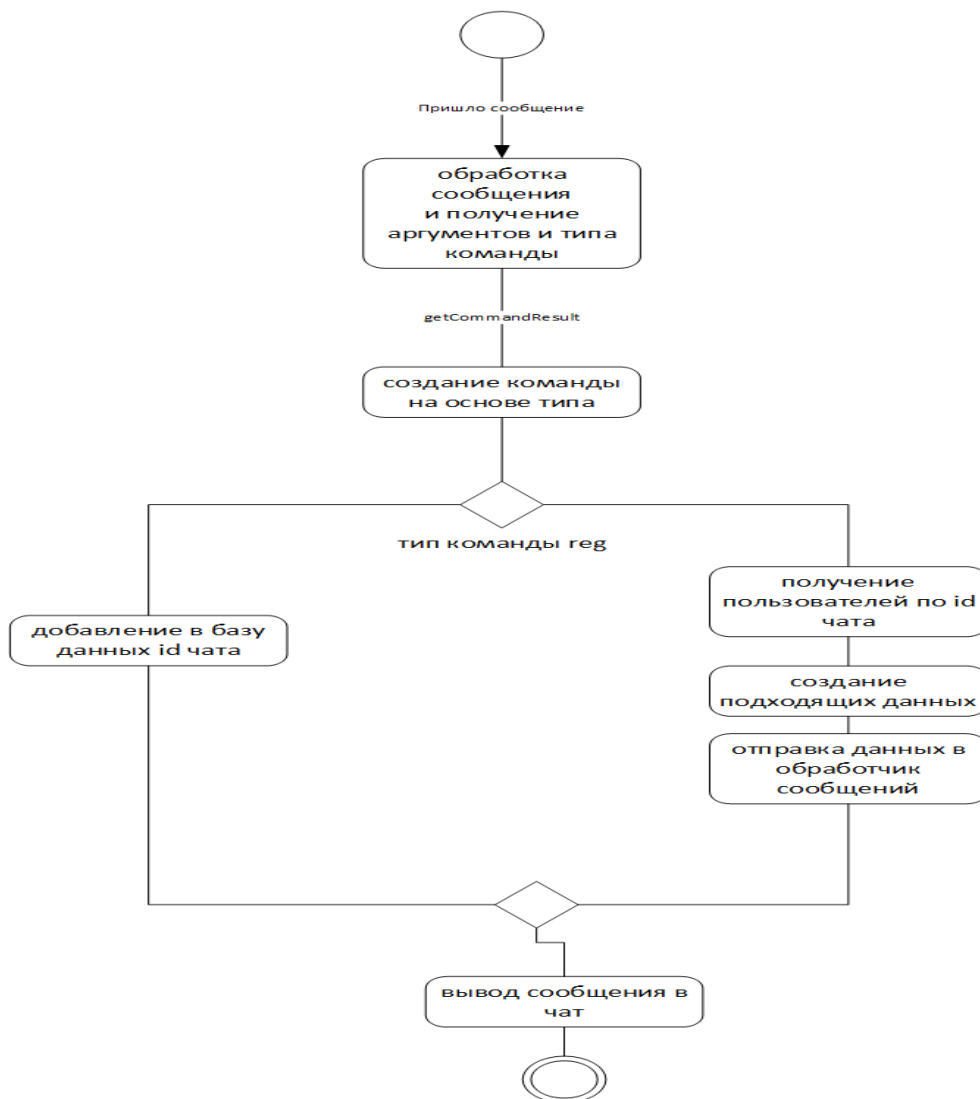 Пришло сообщение
обработка
сообщения
и получение
аргументов и типа
команды
getCommandResult
создание команды
на основе типа
тип команды reg
добавление в базу
данных id чата
получение
пользователей по id
чата
создание
подходящих данных
отправка данных в
обработчик
сообщений
вывод сообщения в
чат